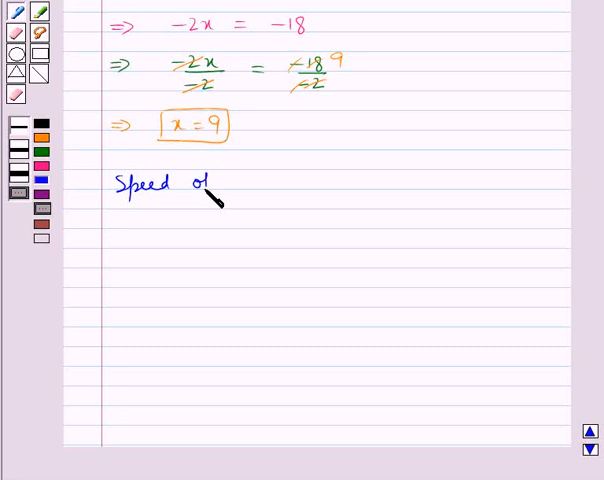 ⇒ -2x = -18
⇒ -2x/-2 = -18/-2 9
⇒ x = 9
Speed of